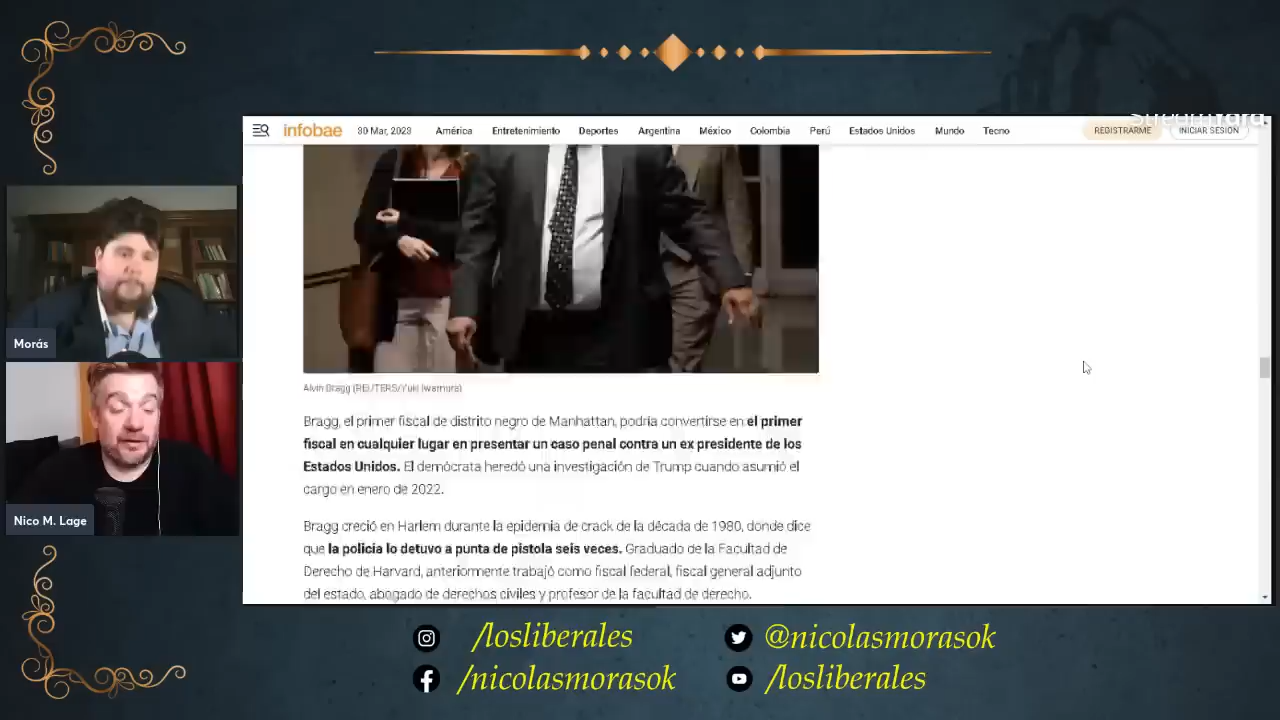 StreamYard
infobae 30 Mar, 2023 América Entretenimiento Deportes Argentina México Colombia Perú Estados Unidos Mundo Tecno REGISTRARME INICIAR SESIÓN
Morás
Nico M. Lage
Alvin Bragg (REUTERS/Yuki Iwamura)
Bragg, el primer fiscal de distrito negro de Manhattan, podría convertirse en el primer
fiscal en cualquier lugar en presentar un caso penal contra un ex presidente de los
Estados Unidos. El demócrata heredó una investigación de Trump cuando asumió el
cargo en enero de 2022.
Bragg creció en Harlem durante la epidemia de crack de la década de 1980, donde dice
que la policía lo detuvo a punta de pistola seis veces. Graduado de la Facultad de
Derecho de Harvard, anteriormente trabajó como fiscal federal, fiscal general adjunto
del estado, abogado de derechos civiles y profesor de la facultad de derecho.
/losliberales @nicolasmorasok
/nicolasmorasok /losliberales